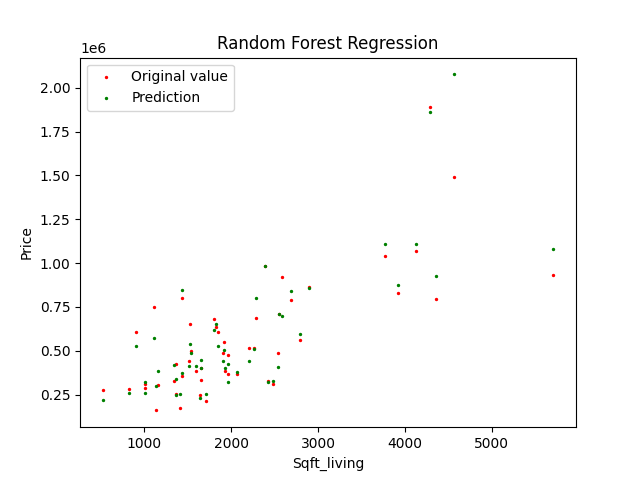 Random Forest Regression
1e6
Original value
Prediction
2.00
1.75
1.50
1.25
1.00
0.75
0.50
0.25
Price
1000 2000 3000 4000 5000
Sqft_living